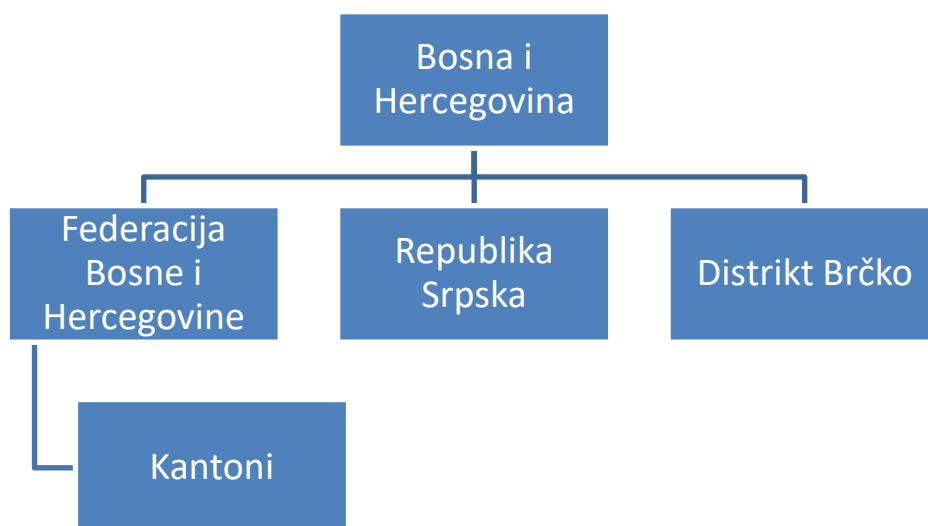 Bosna i
Hercegovina
Federacija
Bosne i
Hercegovine
Republika
Srpska
Distrikt Brčko
Kantoni